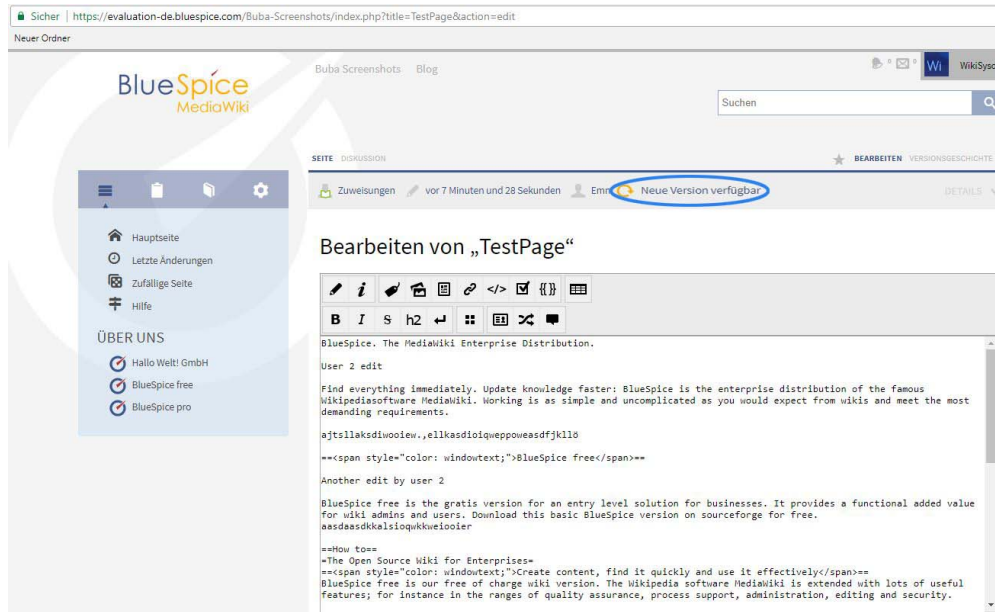 Sicher | https://evaluation-de.bluespice.com/Buba-Screenshots/index.php?title=TestPage&action=edit
Neuer Ordner
BlueSpice
MediaWiki
Buba Screenshots Blog
0 0 Wi WikiSyso
Suchen
SEITE DISKUSSION
BEARBEITEN VERSIONSGESCHICHTE
Zuweisungen vor 7 Minuten und 28 Sekunden Emm Neue Version verfügbar DETAILS
Hauptseite
Letzte Änderungen
Zufällige Seite
Hilfe
ÜBER UNS
Hallo Welt! GmbH
BlueSpice free
BlueSpice pro
Bearbeiten von „TestPage“
i </> {{}}
B I S h2
BlueSpice. The MediaWiki Enterprise Distribution.
User 2 edit
Find everything immediately. Update knowledge faster: BlueSpice is the enterprise distribution of the famous
Wikipediasoftware MediaWiki. Working is as simple and uncomplicated as you would expect from wikis and meet the most
demanding requirements.
ajtsllaksdiwooiew.,ellkasdioiqweppoweasdfjkllö
==<span style="color: windowtext;">BlueSpice free</span>==
Another edit by user 2
BlueSpice free is the gratis version for an entry level solution for businesses. It provides a functional added value
for wiki admins and users. Download this basic BlueSpice version on sourceforge for free.
aasdaasdkkalsioqwkkweiooier
==How to==
=The Open Source Wiki for Enterprises=
==<span style="color: windowtext;">Create content, find it quickly and use it effectively</span>==
BlueSpice free is our free of charge wiki version. The Wikipedia software MediaWiki is extended with lots of useful
features; for instance in the ranges of quality assurance, process support, administration, editing and security.